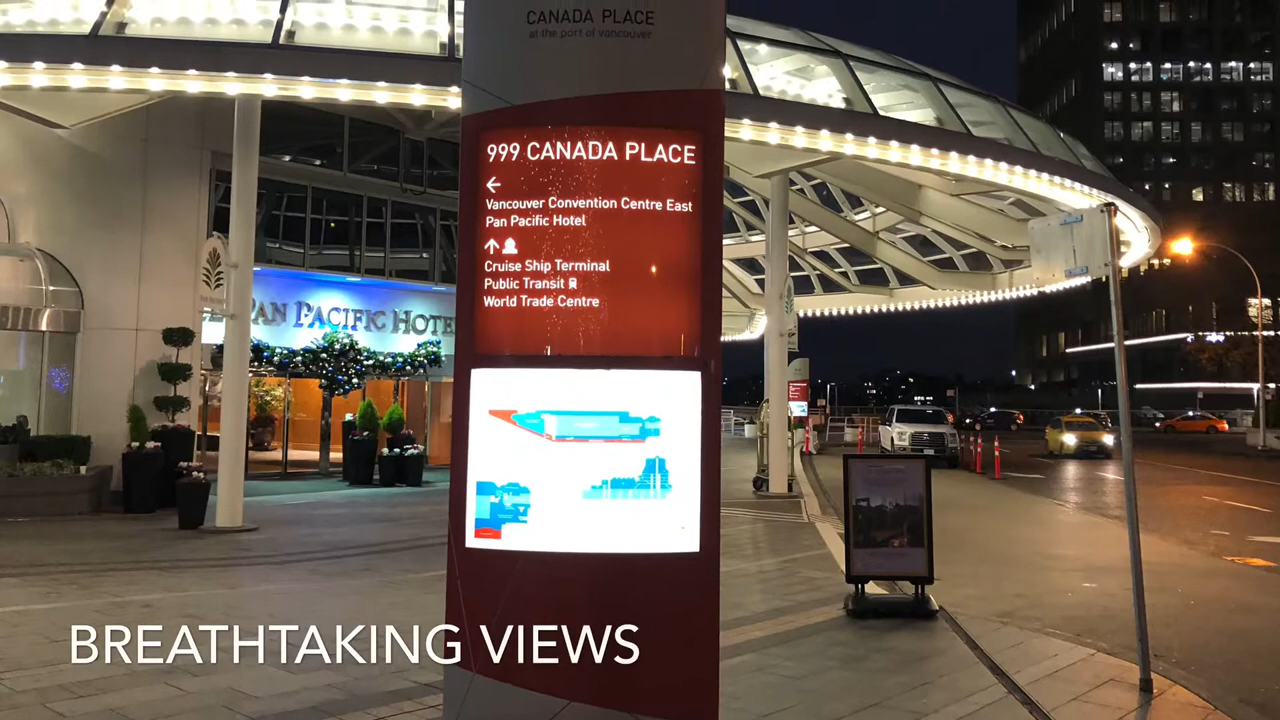 CANADA PLACE
at the port of vancouver
999 CANADA PLACE
Vancouver Convention Centre East
Pan Pacific Hotel
Cruise Ship Terminal
Public Transit
World Trade Centre
PAN PACIFIC HOTE
BREATHTAKING VIEWS